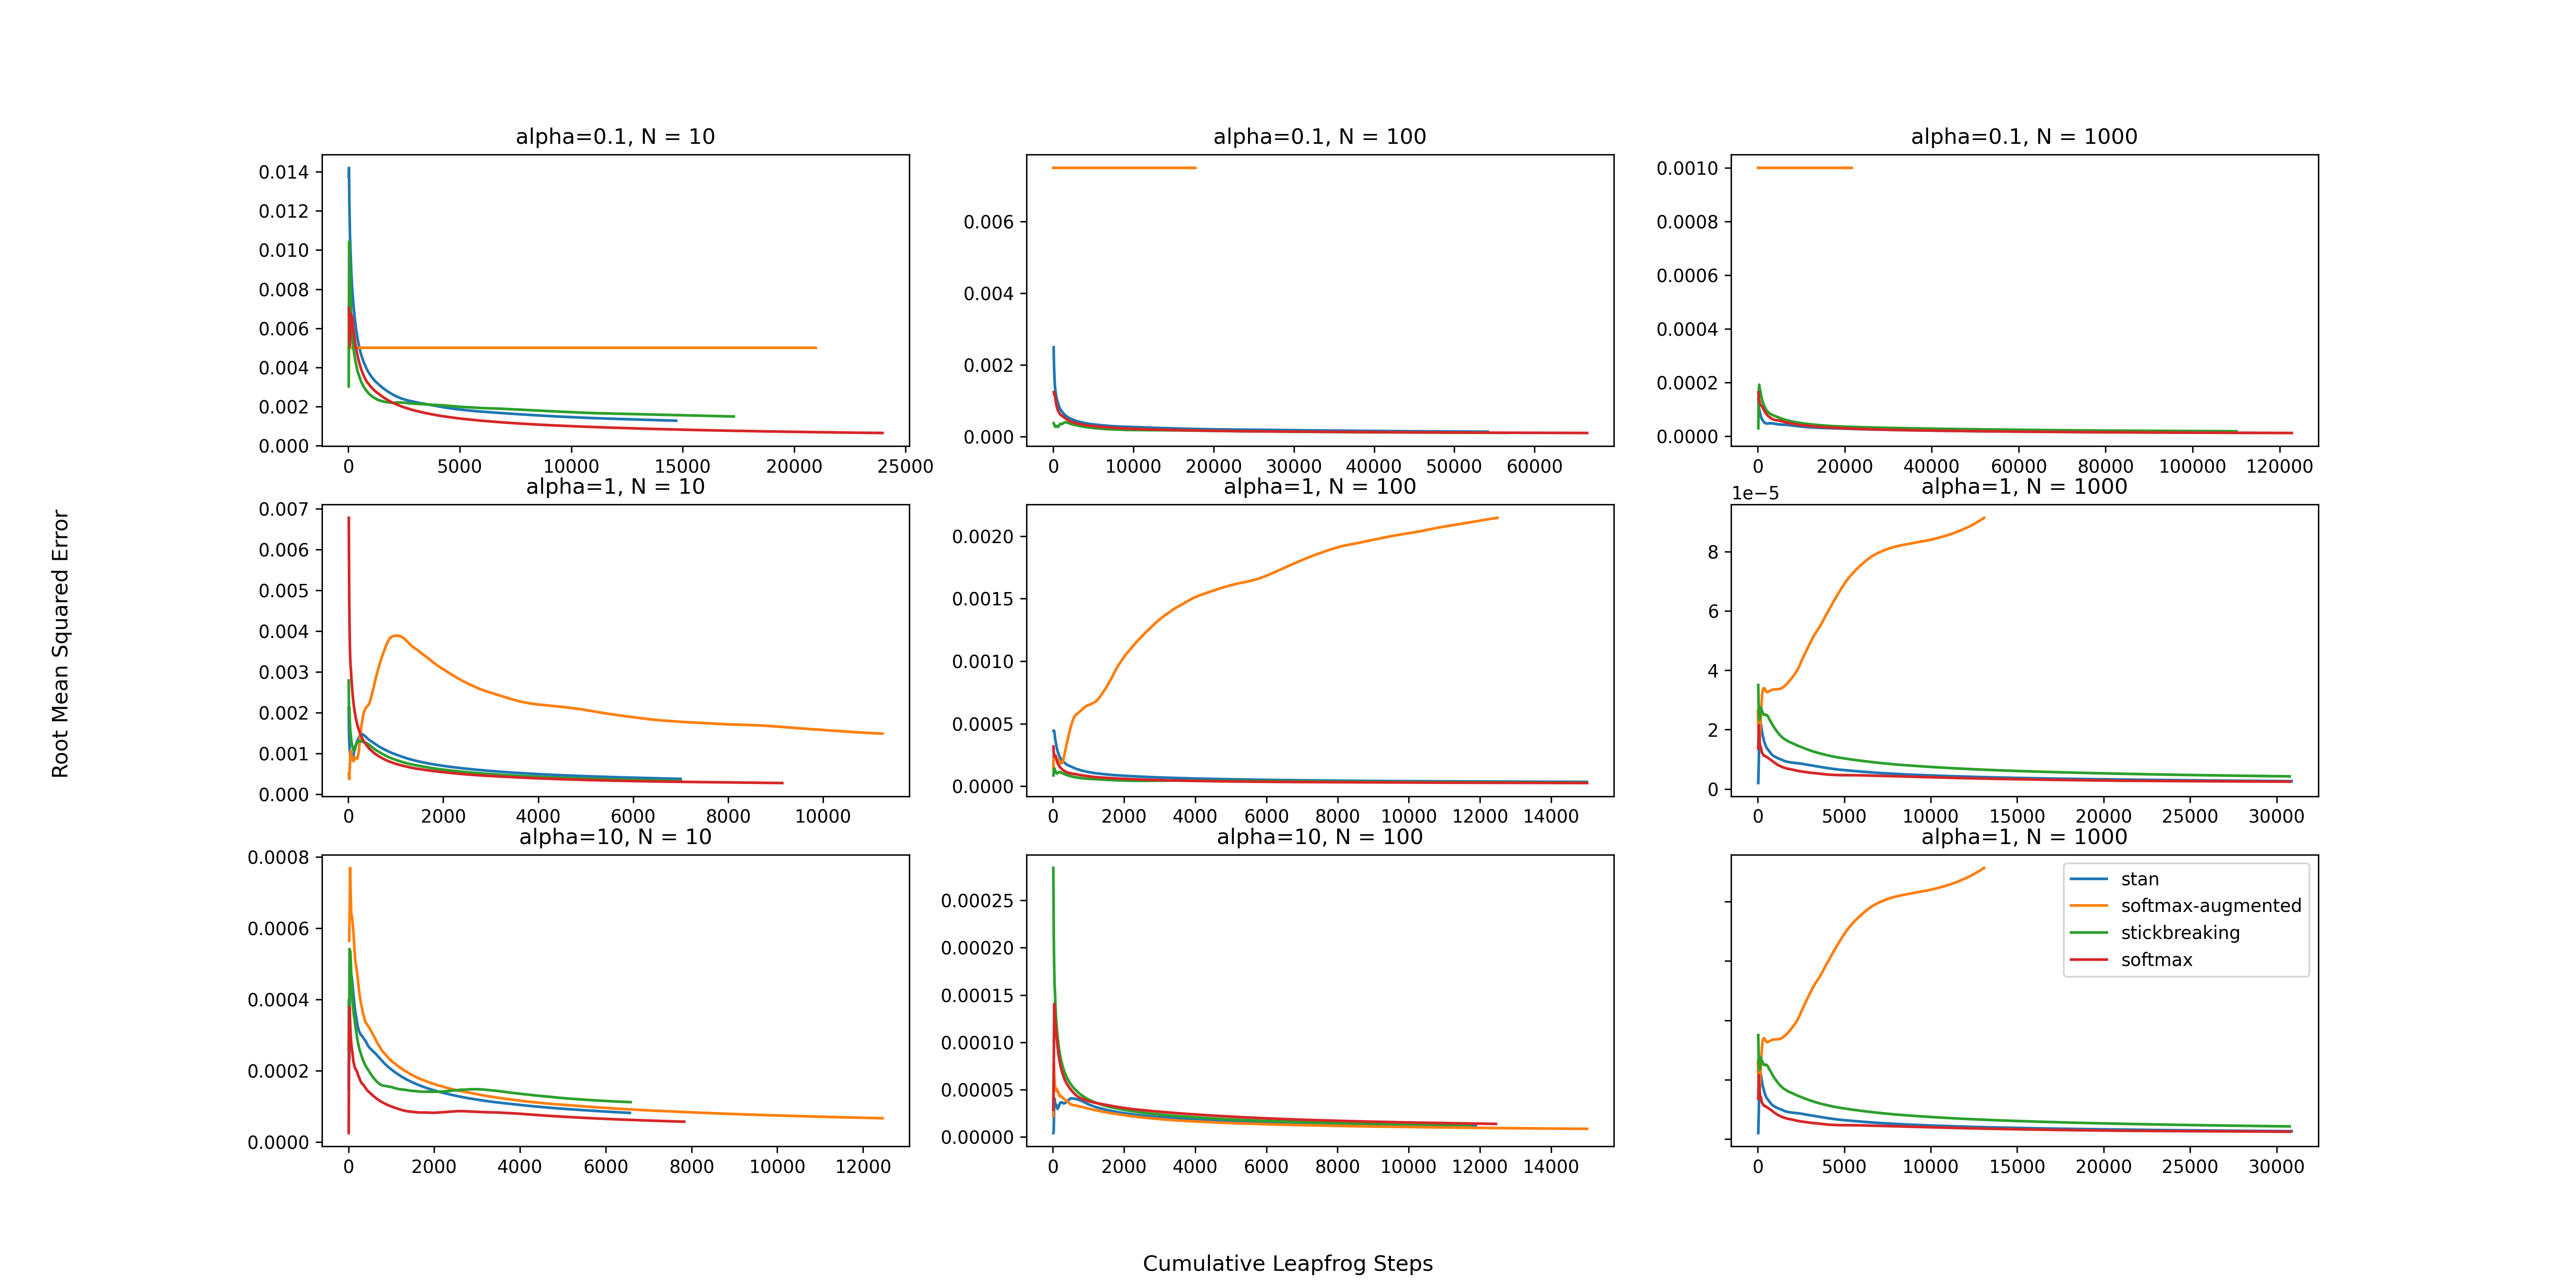 alpha=0.1, N = 10
alpha=0.1, N = 100
alpha=0.1, N = 1000
0.014
0.012
0.010
0.008
0.006
0.004
0.002
0.000
0 5000 10000 15000 20000 25000
0.006
0.004
0.002
0.000
0 10000 20000 30000 40000 50000 60000
0.0010
0.0008
0.0006
0.0004
0.0002
0.0000
0 20000 40000 60000 80000 100000 120000
Root Mean Squared Error
alpha=1, N = 10
alpha=1, N = 100
1e−5
alpha=1, N = 1000
0.007
0.006
0.005
0.004
0.003
0.002
0.001
0.000
0 2000 4000 6000 8000 10000
0.0020
0.0015
0.0010
0.0005
0.0000
0 2000 4000 6000 8000 10000 12000 14000
8
6
4
2
0
0 5000 10000 15000 20000 25000 30000
alpha=10, N = 10
alpha=10, N = 100
alpha=1, N = 1000
0.0008
0.0006
0.0004
0.0002
0.0000
0 2000 4000 6000 8000 10000 12000
0.00025
0.00020
0.00015
0.00010
0.00005
0.00000
0 2000 4000 6000 8000 10000 12000 14000
stan
softmax-augmented
stickbreaking
softmax
0 5000 10000 15000 20000 25000 30000
Cumulative Leapfrog Steps